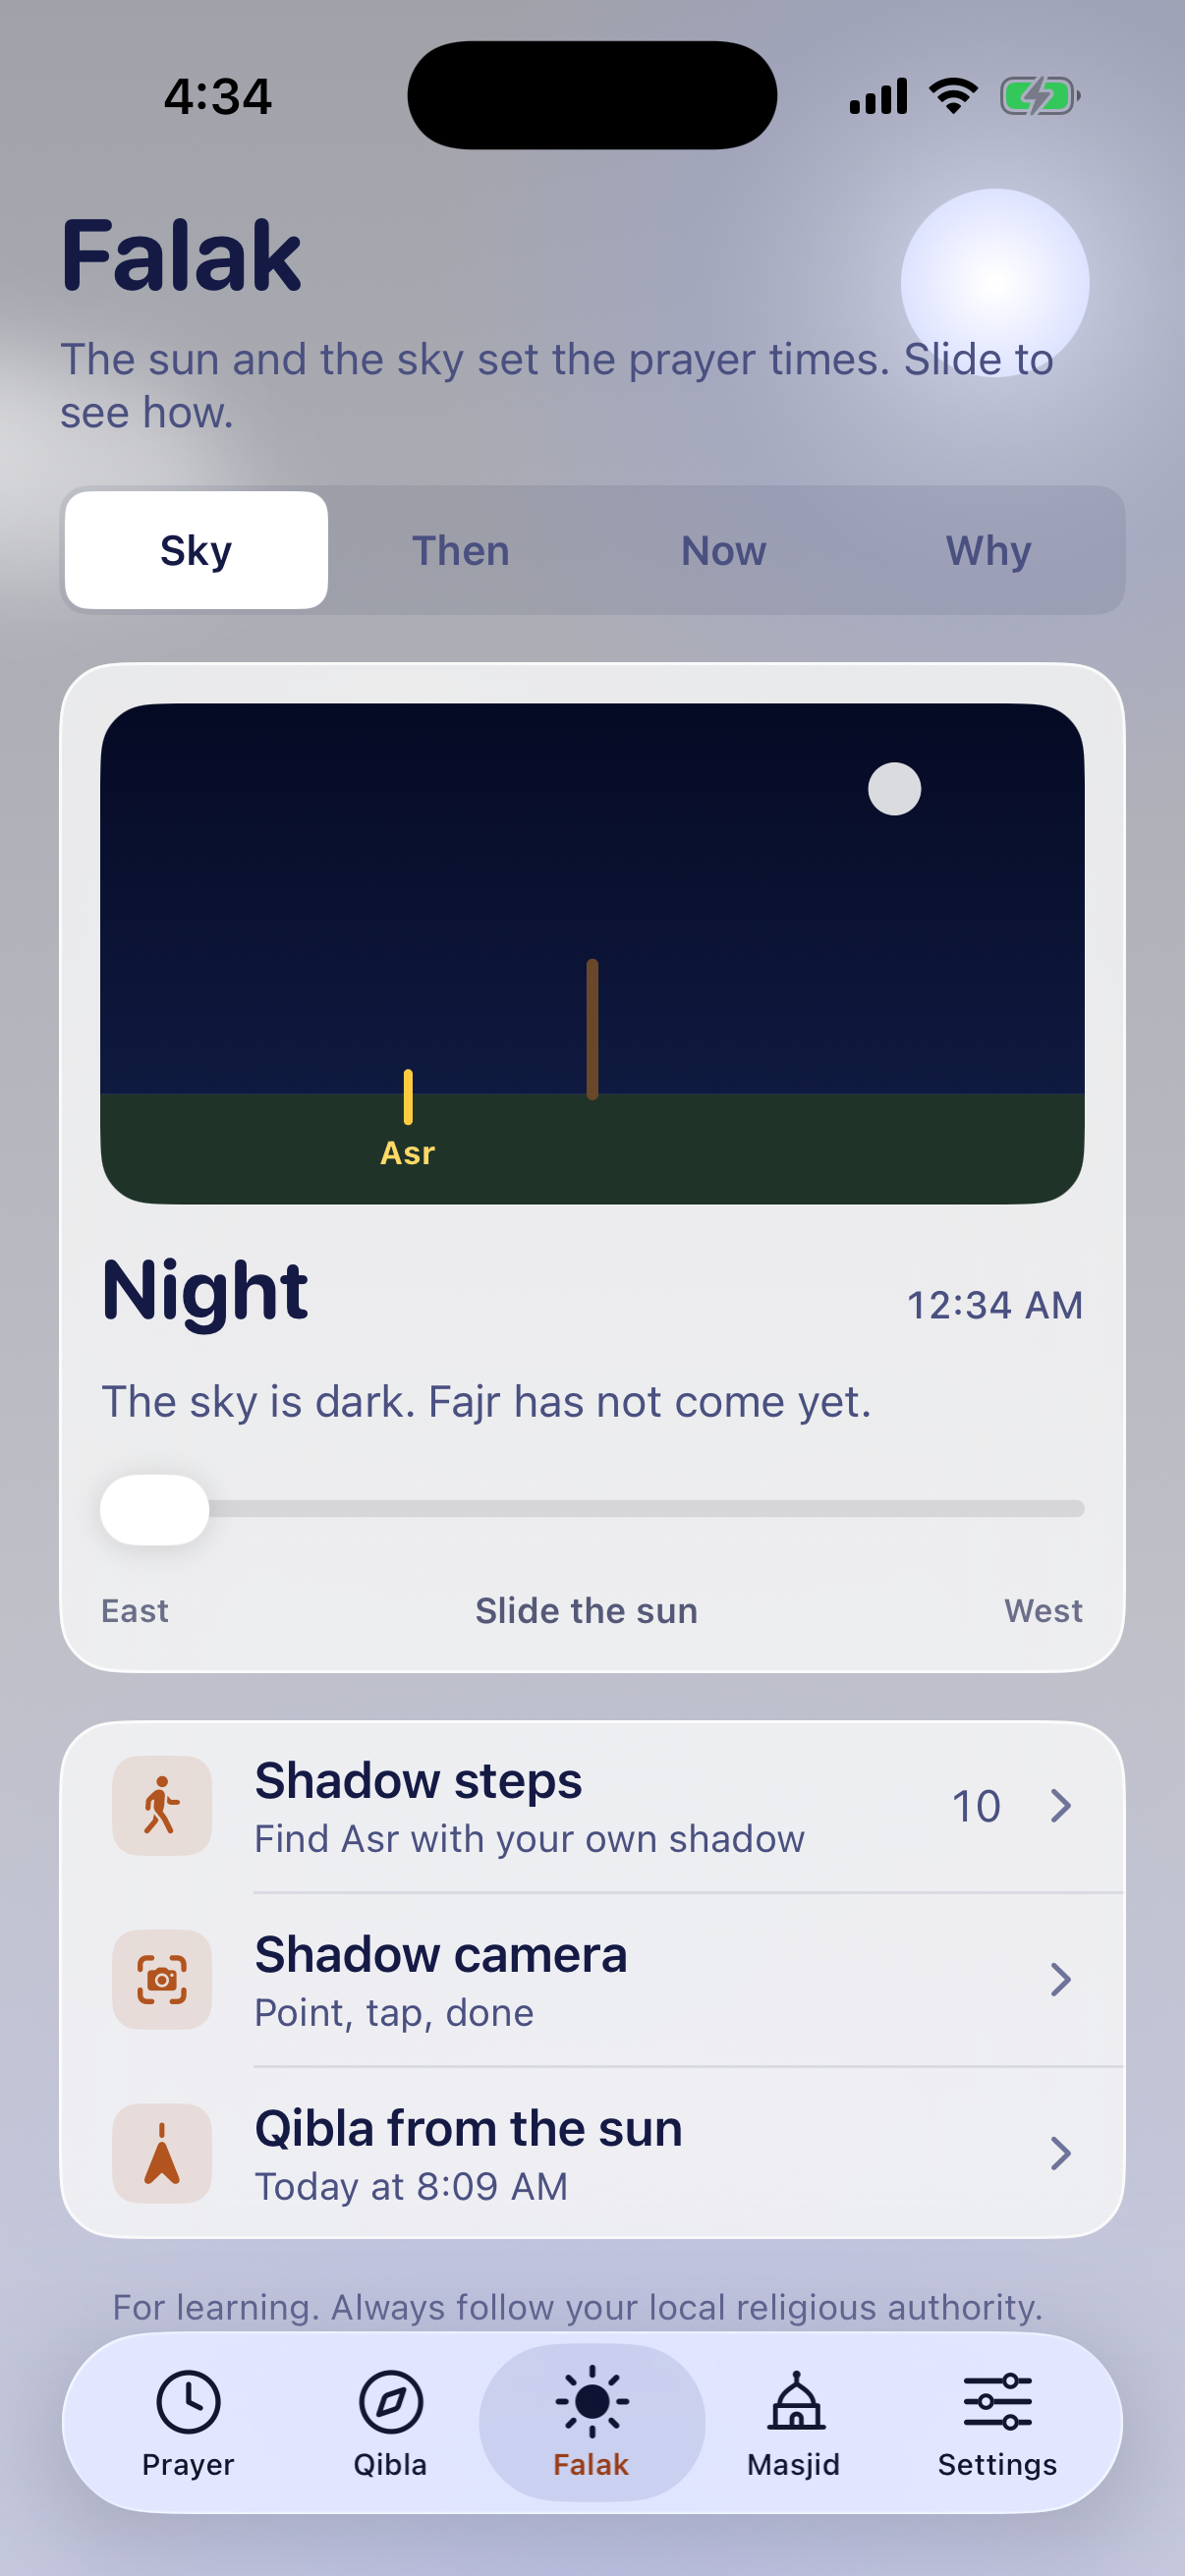 4:34
Falak
The sun and the sky set the prayer times. Slide to
see how.
Sky
Then
Now
Why
Asr
Night
12:34 AM
The sky is dark. Fajr has not come yet.
East
Slide the sun
West
Shadow steps
Find Asr with your own shadow
10
Shadow camera
Point, tap, done
Qibla from the sun
Today at 8:09 AM
For learning. Always follow your local religious authority.
Prayer
Qibla
Falak
Masjid
Settings